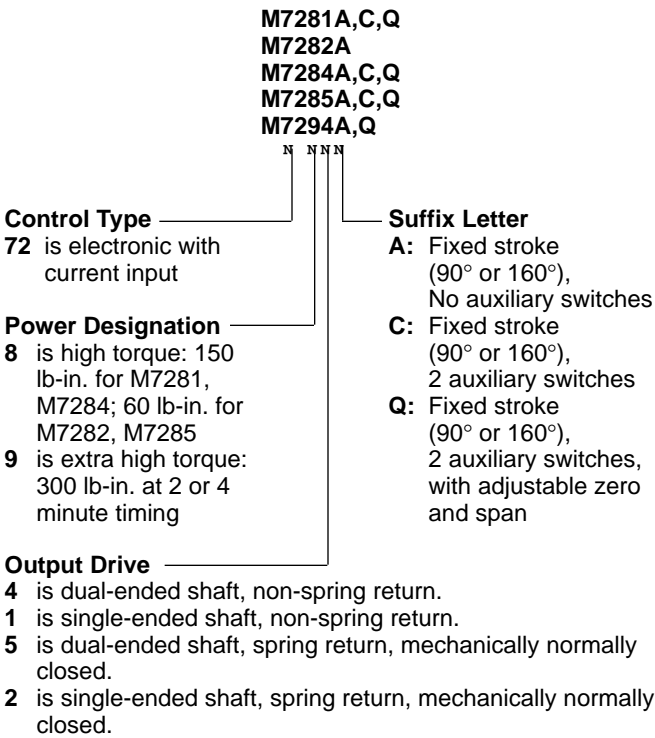 M7281A,C,Q
M7282A
M7284A,C,Q
M7285A,C,Q
M7294A,Q
N N N N
Control Type
72 is electronic with
current input
Power Designation
8 is high torque: 150
lb-in. for M7281,
M7284; 60 lb-in. for
M7282, M7285
9 is extra high torque:
300 lb-in. at 2 or 4
minute timing
Suffix Letter
A: Fixed stroke
(90° or 160°),
No auxiliary switches
C: Fixed stroke
(90° or 160°),
2 auxiliary switches
Q: Fixed stroke
(90° or 160°),
2 auxiliary switches,
with adjustable zero
and span
Output Drive
4 is dual-ended shaft, non-spring return.
1 is single-ended shaft, non-spring return.
5 is dual-ended shaft, spring return, mechanically normally
closed.
2 is single-ended shaft, spring return, mechanically normally
closed.